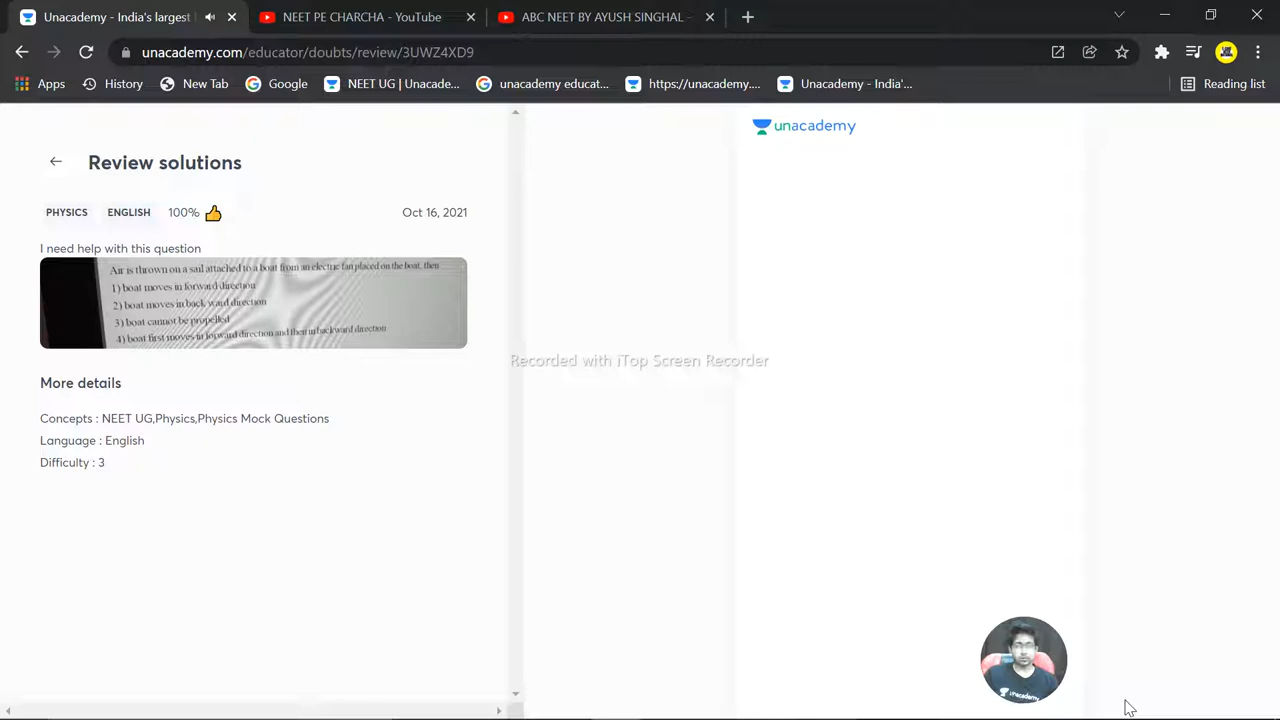 Unacademy - India's largest
NEET PE CHARCHA - YouTube
ABC NEET BY AYUSH SINGHAL -
unacademy.com/educator/doubts/review/3UWZ4XD9
Apps
History
New Tab
Google
NEET UG | Unacade...
unacademy educat...
https://unacademy....
Unacademy - India ...
Reading list
unacademy
Review solutions
PHYSICS
ENGLISH
100%
Oct 16, 2021
I need help with this question
Air is thrown on a sail attached to a boat from an electric fan placed on the boat, then
1) boat moves in forward direction
2) boat moves in back ward direction
3) boat cannot be propelled
4) boat first moves in forward direction and then in backward direction
Recorded with iTop Screen Recorder
More details
Concepts : NEET UG,Physics,Physics Mock Questions
Language : English
Difficulty : 3
unacademy